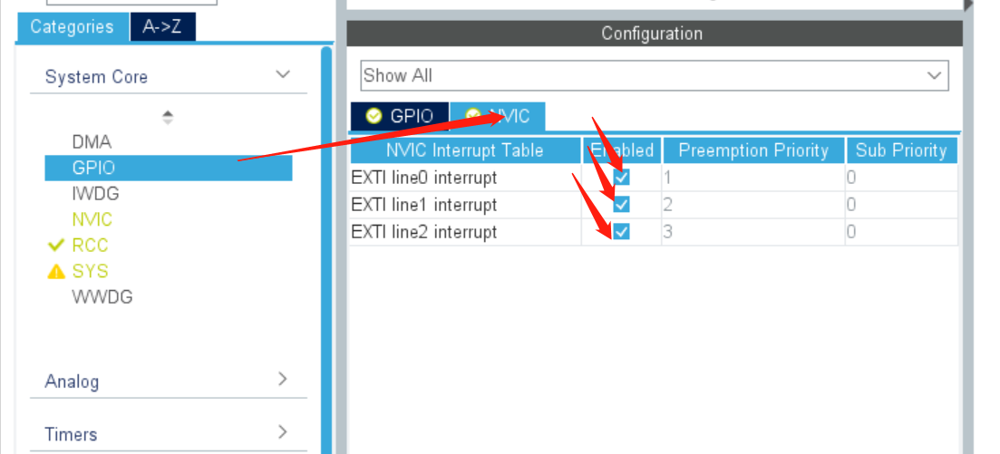 Categories
A->Z
System Core
DMA
GPIO
IWDG
NVIC
RCC
SYS
WWDG
Analog
Timers
Configuration
Show All
GPIO
NVIC
NVIC Interrupt Table Enabled Preemption Priority Sub Priority
EXTI line0 interrupt 1 0
EXTI line1 interrupt 2 0
EXTI line2 interrupt 3 0